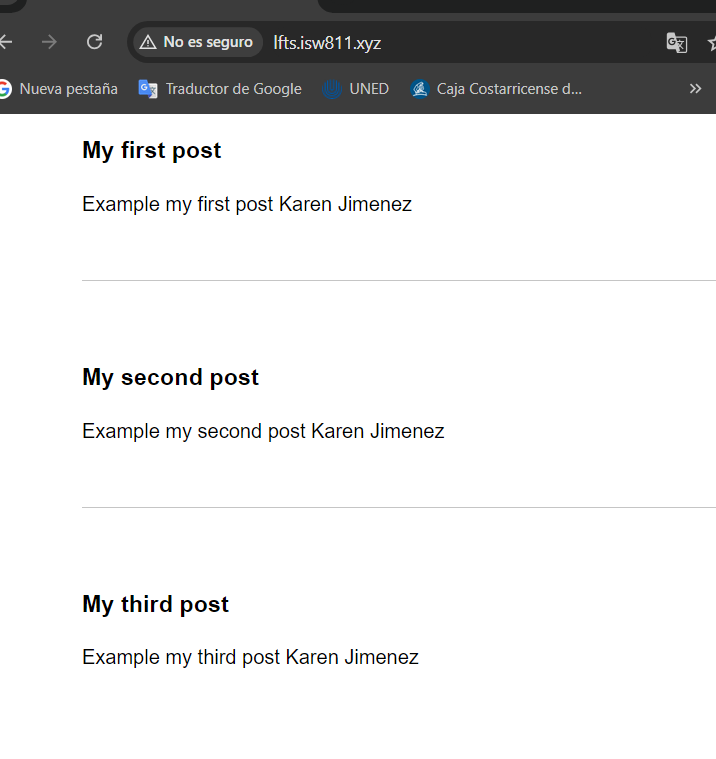 No es seguro lfts.isw811.xyz
Nueva pestaña Traductor de Google UNED Caja Costarricense d... »
My first post
Example my first post Karen Jimenez
My second post
Example my second post Karen Jimenez
My third post
Example my third post Karen Jimenez